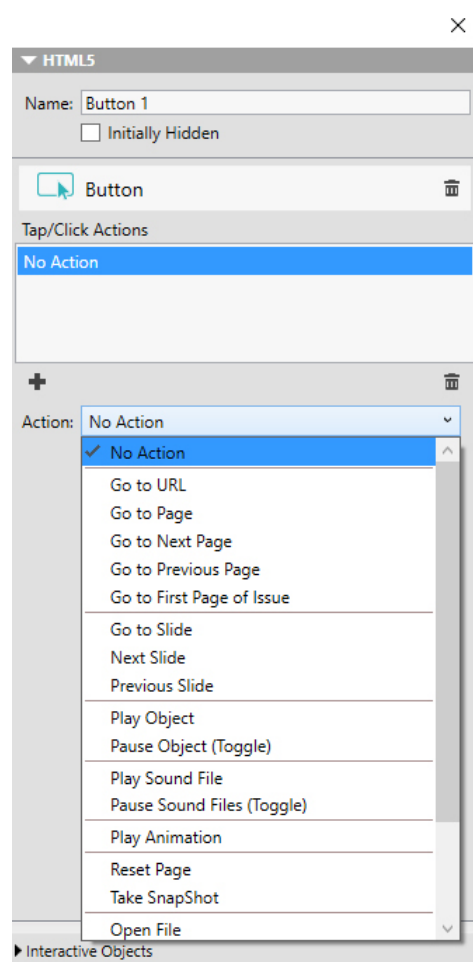 HTML5
Name: Button 1
Initially Hidden
Button
Tap/Click Actions
No Action
Action: No Action
No Action
Go to URL
Go to Page
Go to Next Page
Go to Previous Page
Go to First Page of Issue
Go to Slide
Next Slide
Previous Slide
Play Object
Pause Object (Toggle)
Play Sound File
Pause Sound Files (Toggle)
Play Animation
Reset Page
Take SnapShot
Open File
Interactive Objects